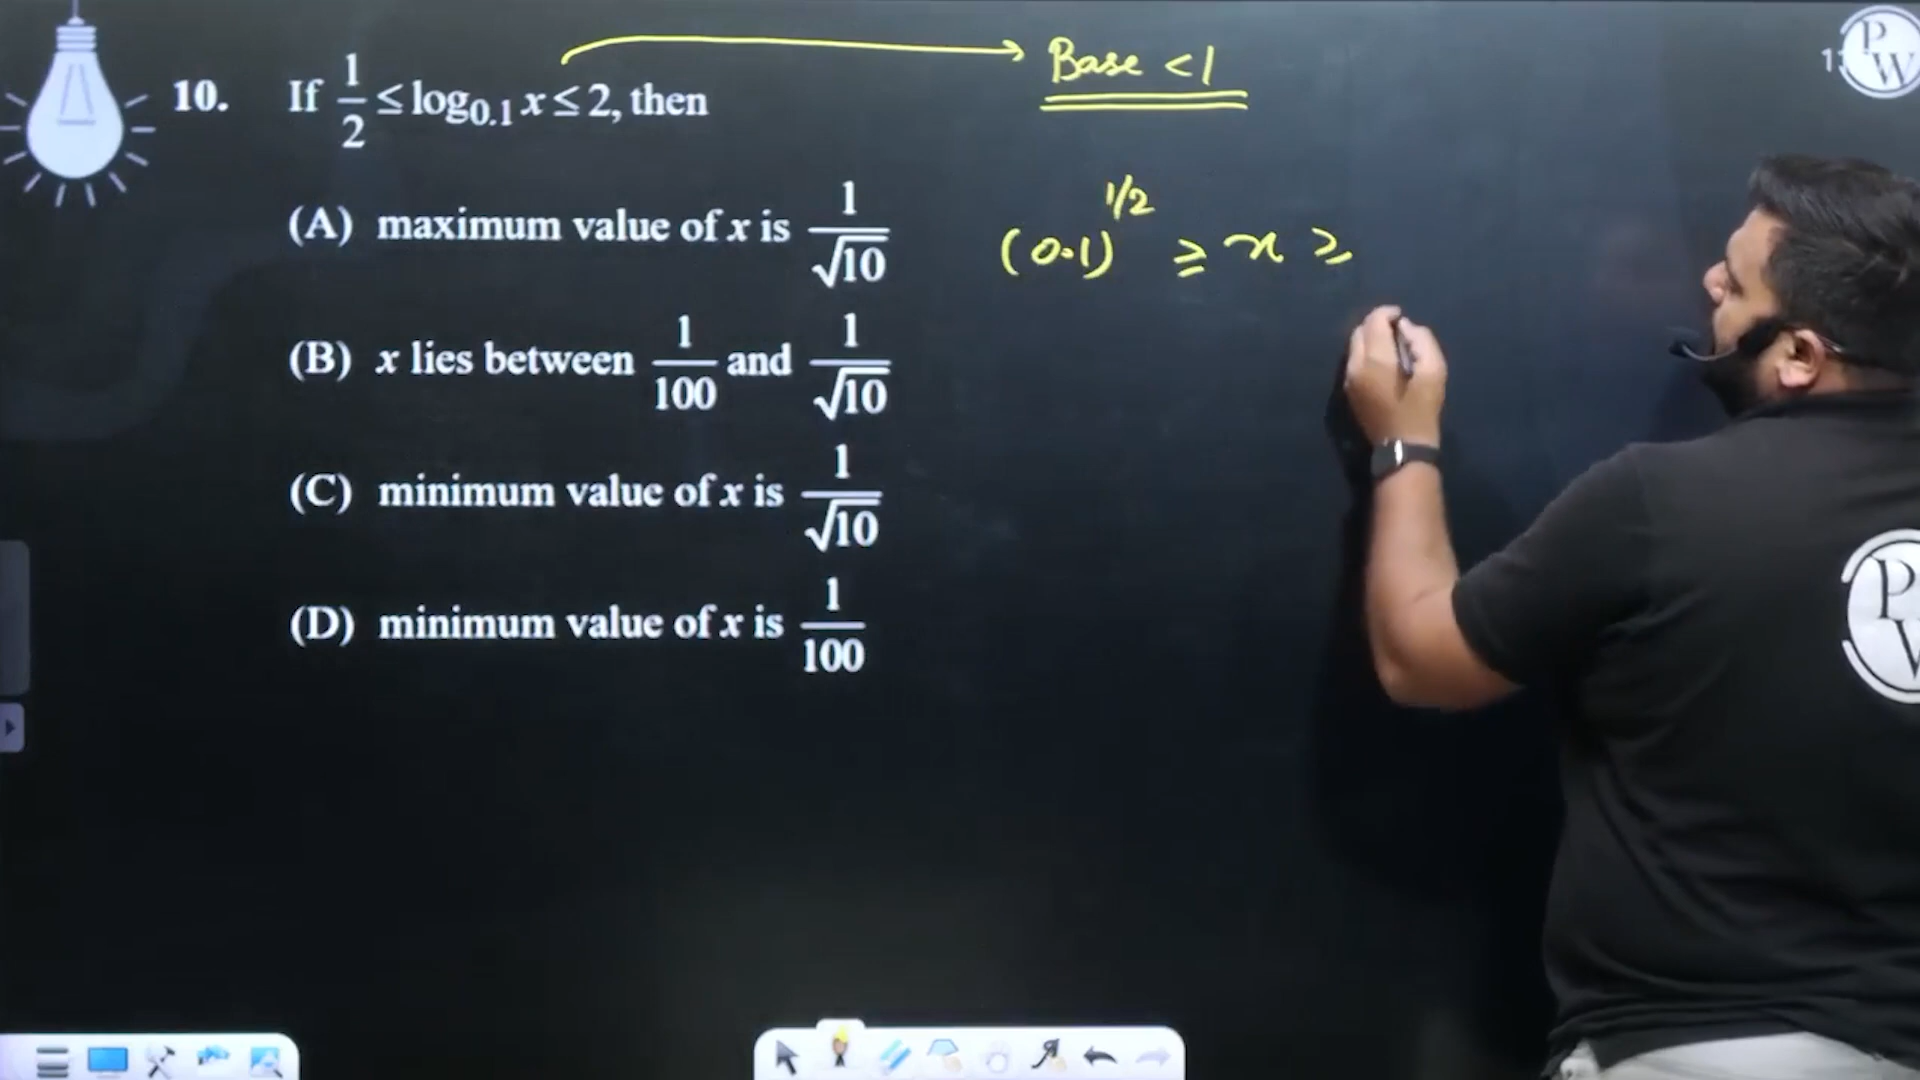 10. If 1/2 ≤ log₀.₁ x ≤ 2, then
Base < 1
(A) maximum value of x is 1/√10
(0.1)^1/2 ≥ x ≥
(B) x lies between 1/100 and 1/√10
(C) minimum value of x is 1/√10
(D) minimum value of x is 1/100
PW
P